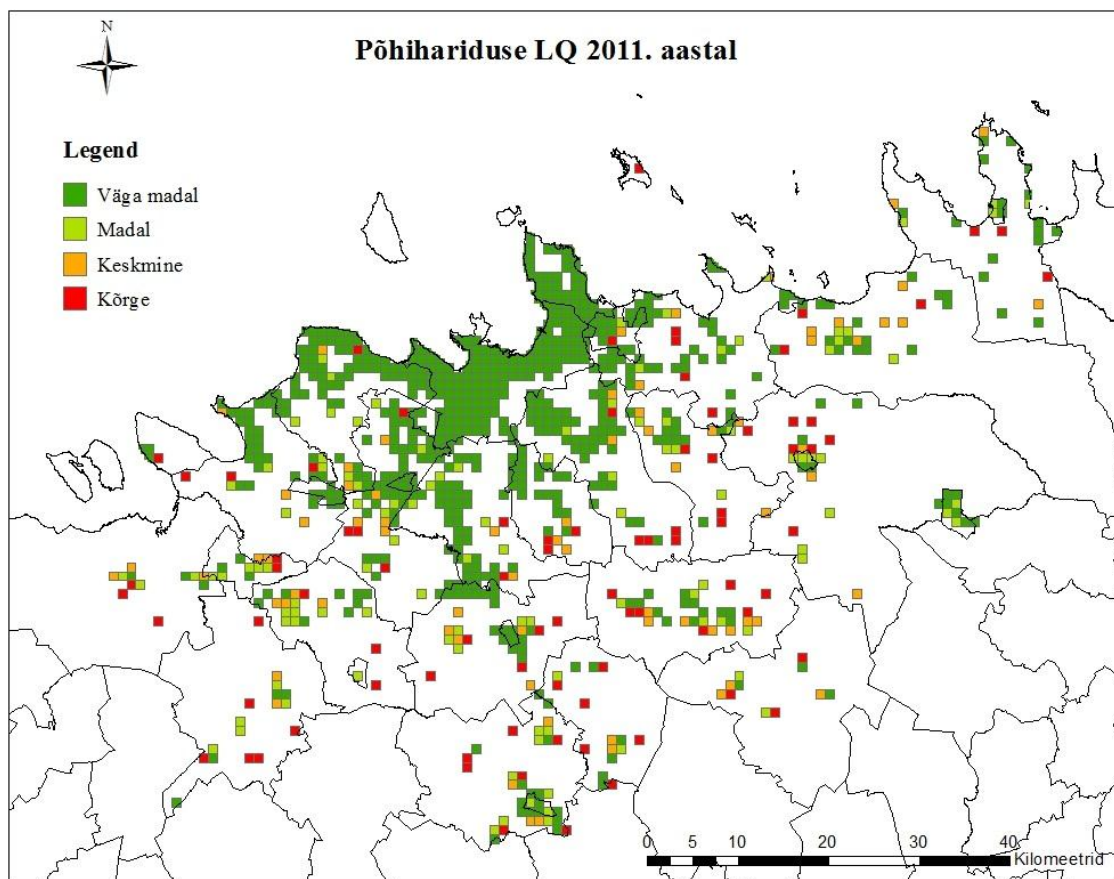 N
Põhihariduse LQ 2011. aastal
Legend
Väga madal
Madal
Keskmine
Kõrge
0 5 10 20 30 40
Kilomeetrid